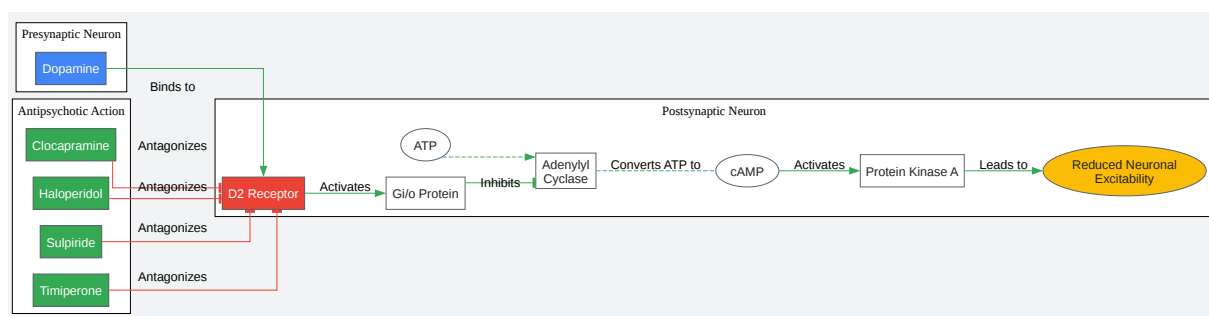 Presynaptic Neuron
Dopamine
Binds to
Antipsychotic Action
Clocapramine
Antagonizes
Haloperidol
Antagonizes
Sulpiride
Antagonizes
Timiperone
Antagonizes
Postsynaptic Neuron
D2 Receptor
Activates
Gi/o Protein
Inhibits
ATP
Adenylyl
Cyclase
Converts ATP to
cAMP
Activates
Protein Kinase A
Leads to
Reduced Neuronal
Excitability